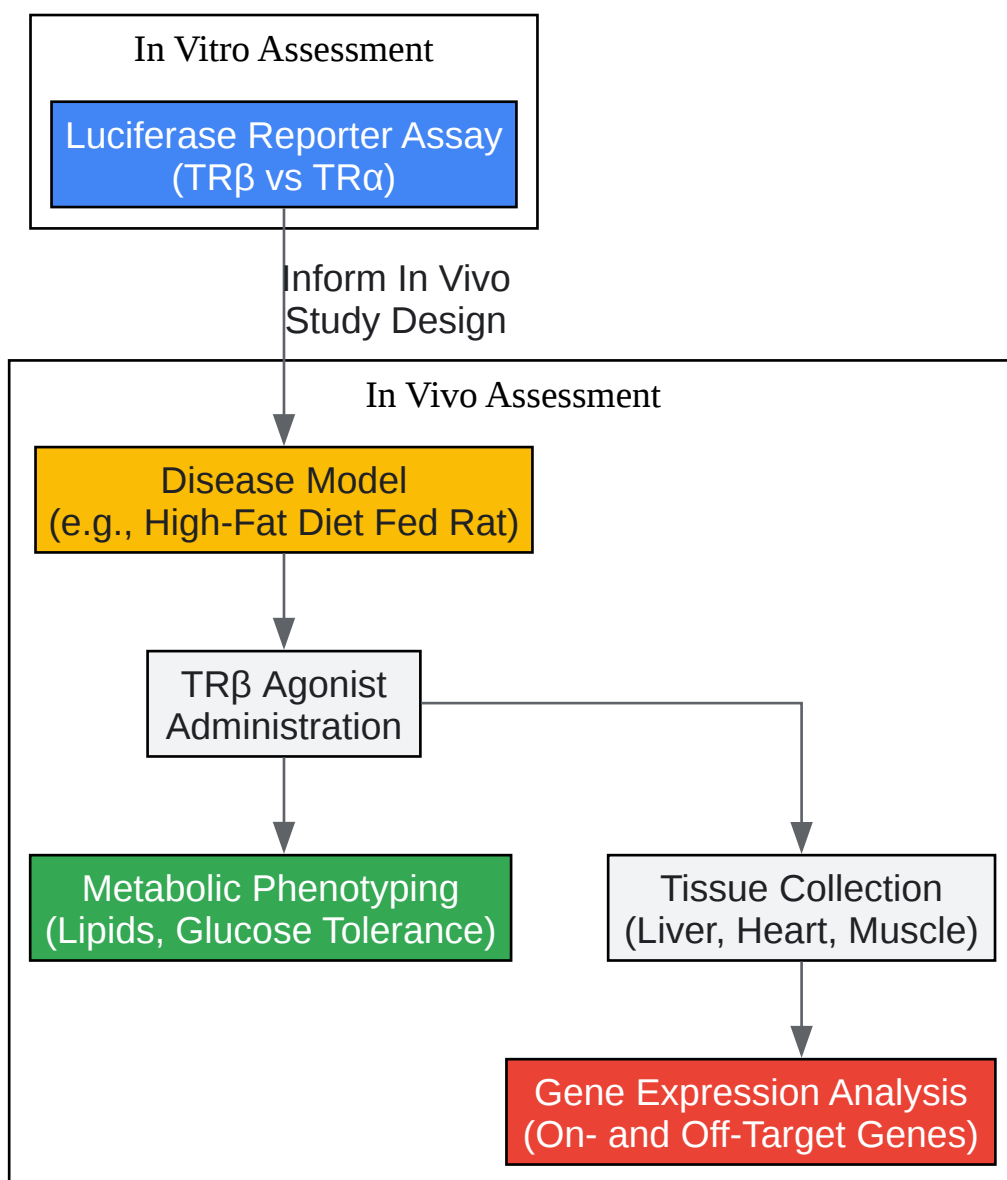 In Vitro Assessment
Luciferase Reporter Assay
(TRβ vs TRα)
Inform In Vivo
Study Design
In Vivo Assessment
Disease Model
(e.g., High-Fat Diet Fed Rat)
TRβ Agonist
Administration
Metabolic Phenotyping
(Lipids, Glucose Tolerance)
Tissue Collection
(Liver, Heart, Muscle)
Gene Expression Analysis
(On- and Off-Target Genes)